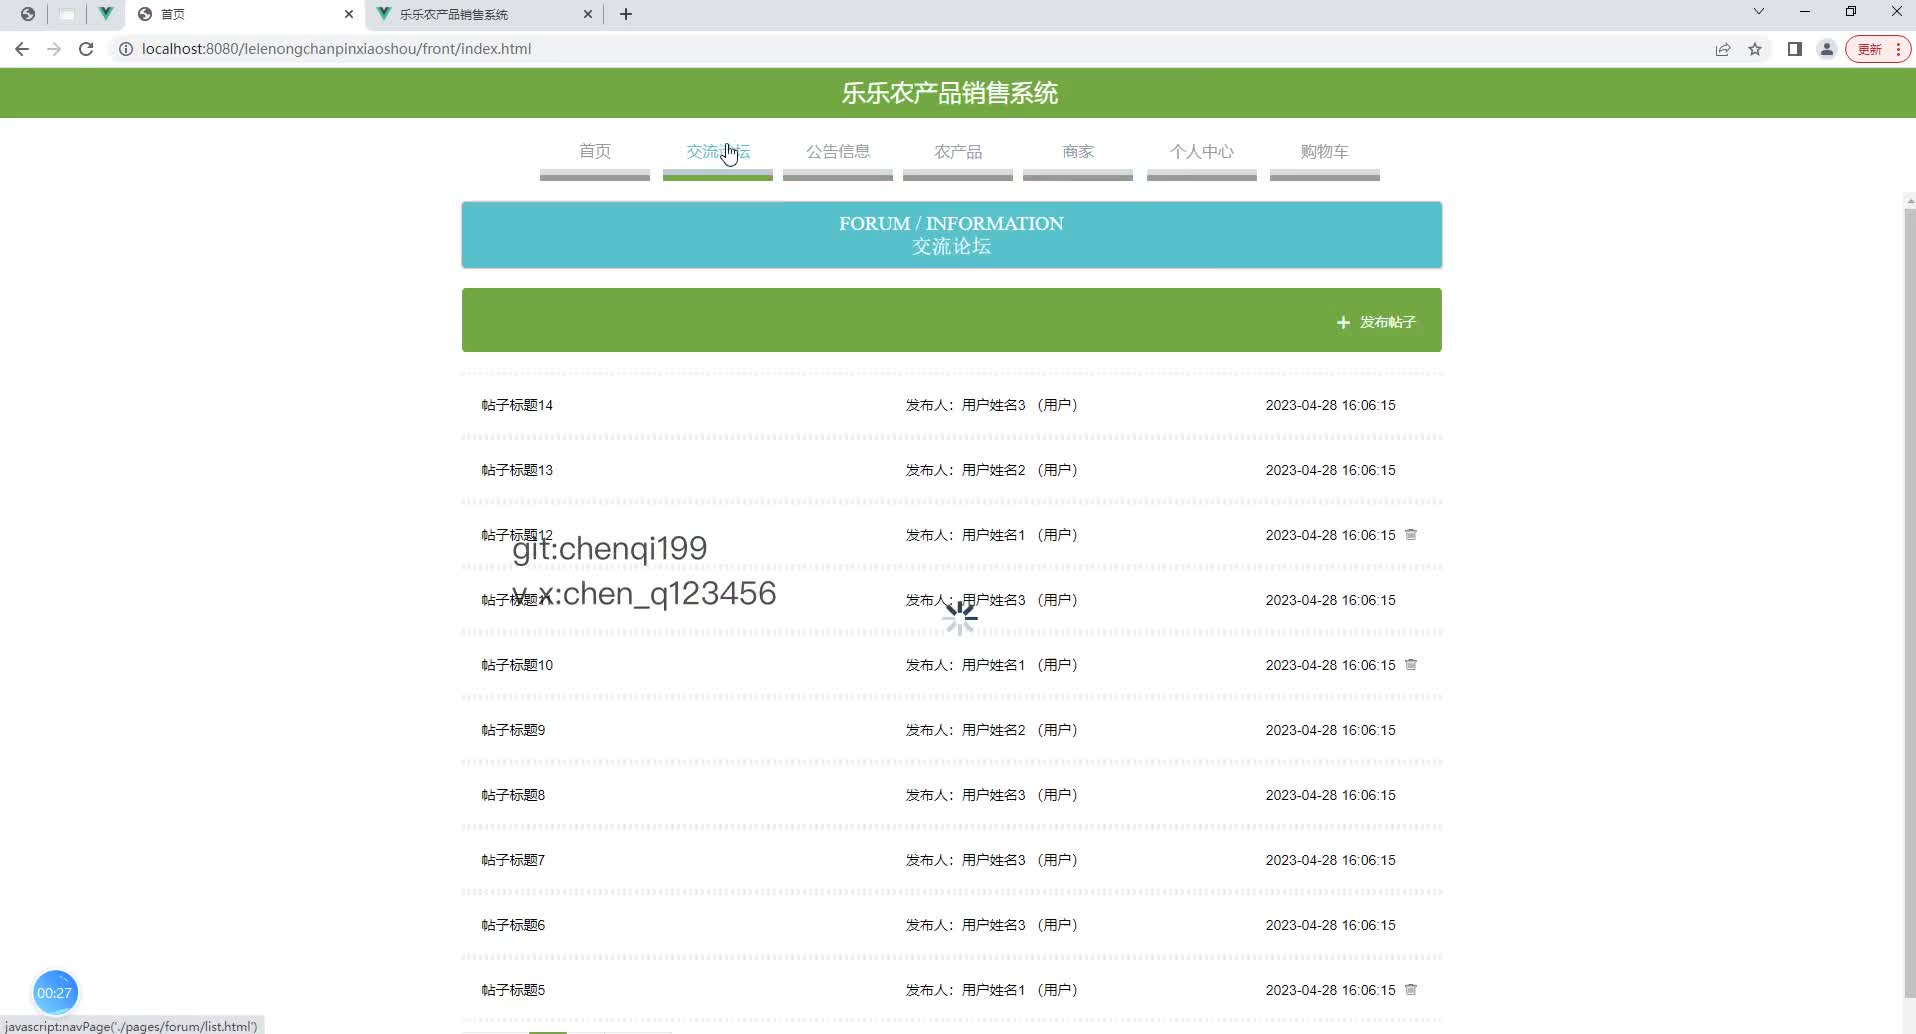 首页
乐乐农产品销售系统
localhost:8080/lelenongchanpinxiaoshou/front/index.html
更新
乐乐农产品销售系统
首页 交流论坛 公告信息 农产品 商家 个人中心 购物车
FORUM / INFORMATION
交流论坛
发布帖子
帖子标题14 发布人：用户姓名3 （用户） 2023-04-28 16:06:15
帖子标题13 发布人：用户姓名2 （用户） 2023-04-28 16:06:15
帖子标题12 发布人：用户姓名1 （用户） 2023-04-28 16:06:15
git:chenqi199
v x:chen_q123456
帖子标题11 发布人：用户姓名3 （用户） 2023-04-28 16:06:15
帖子标题10 发布人：用户姓名1 （用户） 2023-04-28 16:06:15
帖子标题9 发布人：用户姓名2 （用户） 2023-04-28 16:06:15
帖子标题8 发布人：用户姓名3 （用户） 2023-04-28 16:06:15
帖子标题7 发布人：用户姓名3 （用户） 2023-04-28 16:06:15
帖子标题6 发布人：用户姓名3 （用户） 2023-04-28 16:06:15
帖子标题5 发布人：用户姓名1 （用户） 2023-04-28 16:06:15
00:27
javascript:navPage('./pages/forum/list.html')